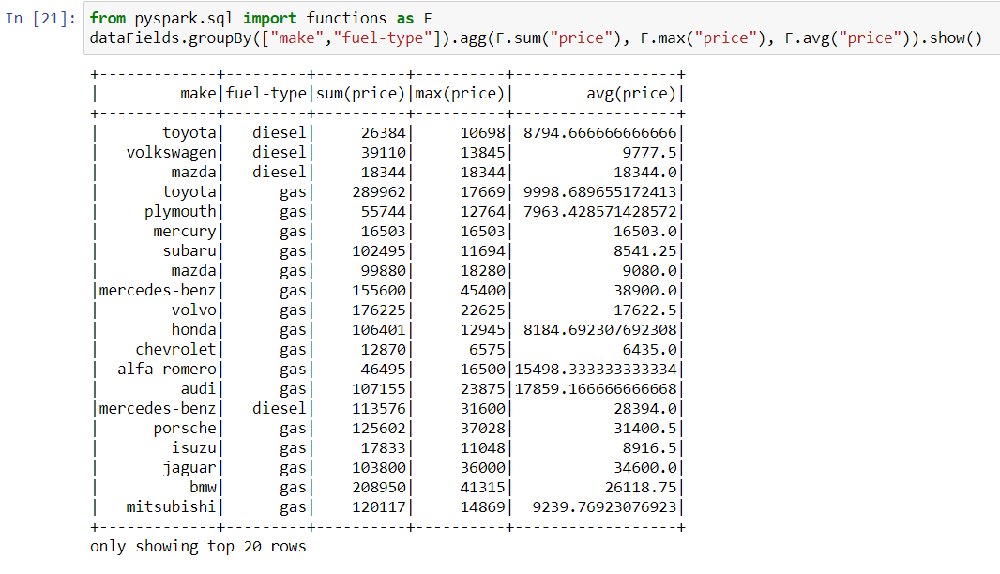 In [21]: from pyspark.sql import functions as F
dataFields.groupBy(["make","fuel-type"]).agg(F.sum("price"), F.max("price"), F.avg("price")).show()
+-------------+---------+----------+----------+------------------+
|         make|fuel-type|sum(price)|max(price)|        avg(price)|
+-------------+---------+----------+----------+------------------+
|       toyota|   diesel|     26384|     10698| 8794.666666666666|
|   volkswagen|   diesel|     39110|     13845|            9777.5|
|        mazda|   diesel|     18344|     18344|           18344.0|
|       toyota|      gas|    289962|     17669| 9998.689655172413|
|     plymouth|      gas|     55744|     12764| 7963.428571428572|
|      mercury|      gas|     16503|     16503|           16503.0|
|       subaru|      gas|    102495|     11694|           8541.25|
|        mazda|      gas|     99880|     18280|            9080.0|
|mercedes-benz|      gas|    155600|     45400|           38900.0|
|        volvo|      gas|    176225|     22625|           17622.5|
|        honda|      gas|    106401|     12945| 8184.692307692308|
|    chevrolet|      gas|     12870|      6575|            6435.0|
|  alfa-romero|      gas|     46495|     16500|15498.333333333334|
|         audi|      gas|    107155|     23875|17859.166666666668|
|mercedes-benz|   diesel|    113576|     31600|           28394.0|
|      porsche|      gas|    125602|     37028|           31400.5|
|        isuzu|      gas|     17833|     11048|            8916.5|
|       jaguar|      gas|    103800|     36000|           34600.0|
|          bmw|      gas|    208950|     41315|          26118.75|
|   mitsubishi|      gas|    120117|     14869|  9239.76923076923|
+-------------+---------+----------+----------+------------------+
only showing top 20 rows